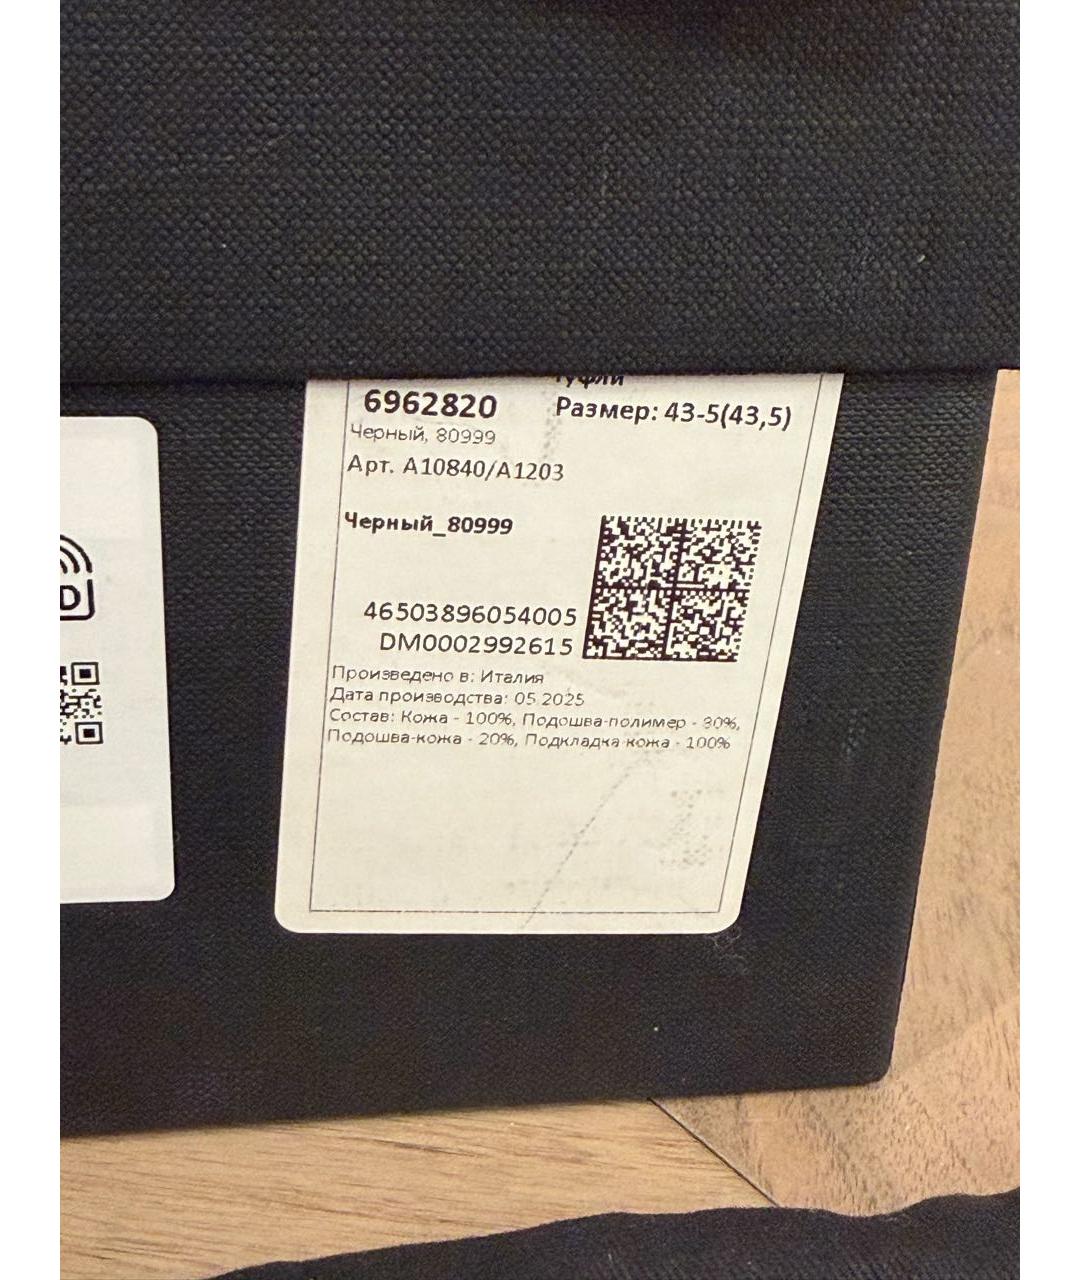 туфли
6962820
Размер: 43-5(43,5)
Черный, 80999
Арт. A10840/A1203
Черный_80999
46503896054005
DM0002992615
Произведено в: Италия
Дата производства: 05.2025
Состав: Кожа - 100%, Подошва-полимер - 80%,
Подошва-кожа - 20%, Подкладка-кожа - 100%
D